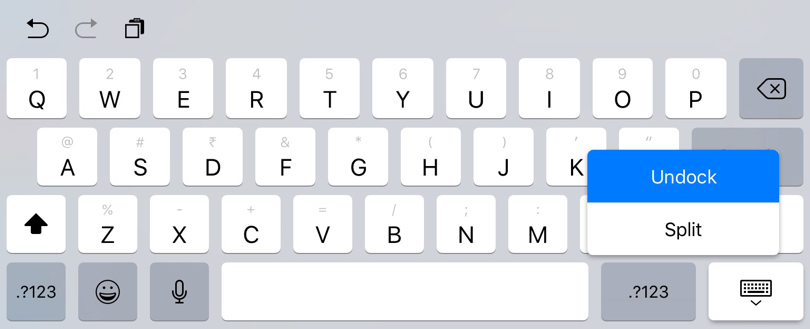 1 2 3 4 5 6 7 8 9 0
Q W E R T Y U I O P
@ # ₹ & * ( ) ' "
A S D F G H J K
Undock
% - + = / ; :
Z X C V B N M
Split
.?123 .?123